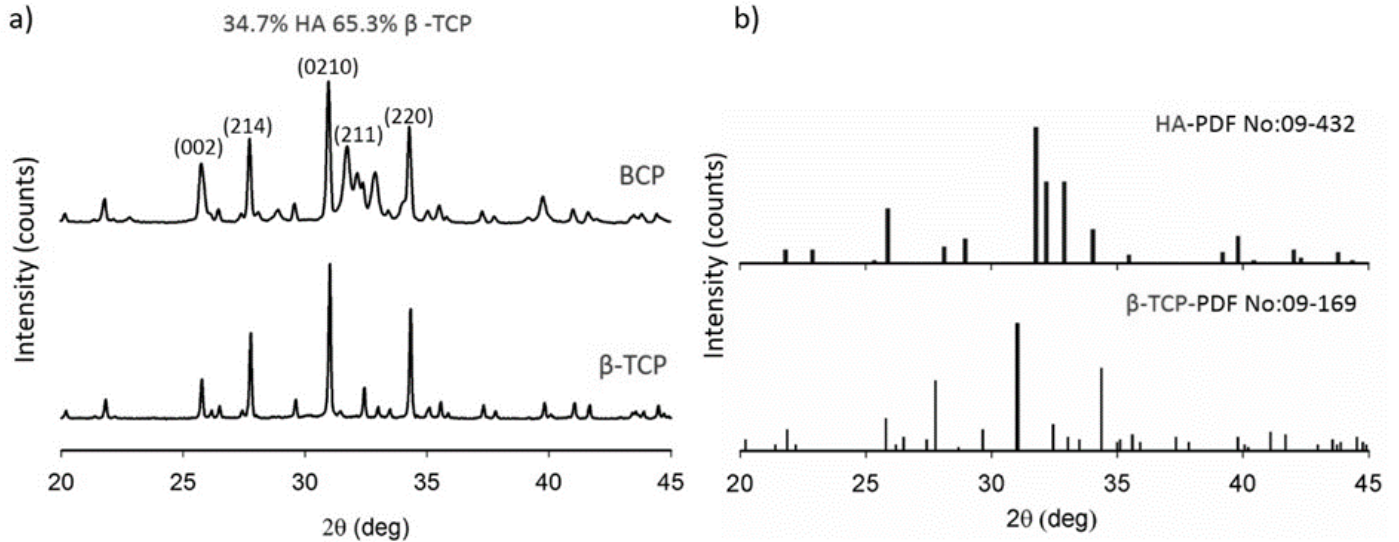 a)
34.7% HA 65.3% β -TCP
(0210)
(220)
(211)
(214)
(002)
BCP
β-TCP
Intensity (counts)
20 25 30 35 40 45
2θ (deg)
b)
HA-PDF No:09-432
β-TCP-PDF No:09-169
Intensity (counts)
20 25 30 35 40 45
2θ (deg)